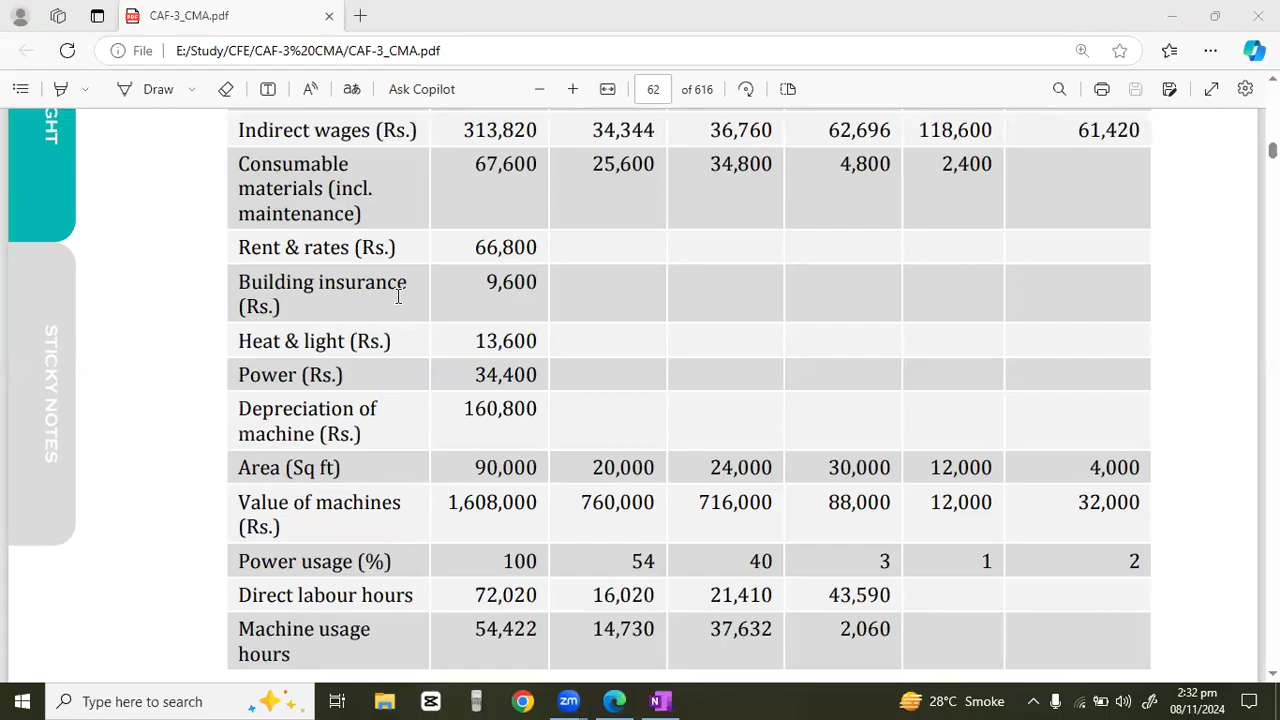 CAF-3_CMA.pdf
File E:/Study/CFE/CAF-3%20CMA/CAF-3_CMA.pdf
Draw Ask Copilot 62 of 616
GHT
STICKY NOTES
Indirect wages (Rs.) 313,820 34,344 36,760 62,696 118,600 61,420
Consumable 67,600 25,600 34,800 4,800 2,400
materials (incl.
maintenance)
Rent & rates (Rs.) 66,800
Building insurance 9,600
(Rs.)
Heat & light (Rs.) 13,600
Power (Rs.) 34,400
Depreciation of 160,800
machine (Rs.)
Area (Sq ft) 90,000 20,000 24,000 30,000 12,000 4,000
Value of machines 1,608,000 760,000 716,000 88,000 12,000 32,000
(Rs.)
Power usage (%) 100 54 40 3 1 2
Direct labour hours 72,020 16,020 21,410 43,590
Machine usage 54,422 14,730 37,632 2,060
hours
Type here to search
28°C Smoke
2:32 pm
08/11/2024